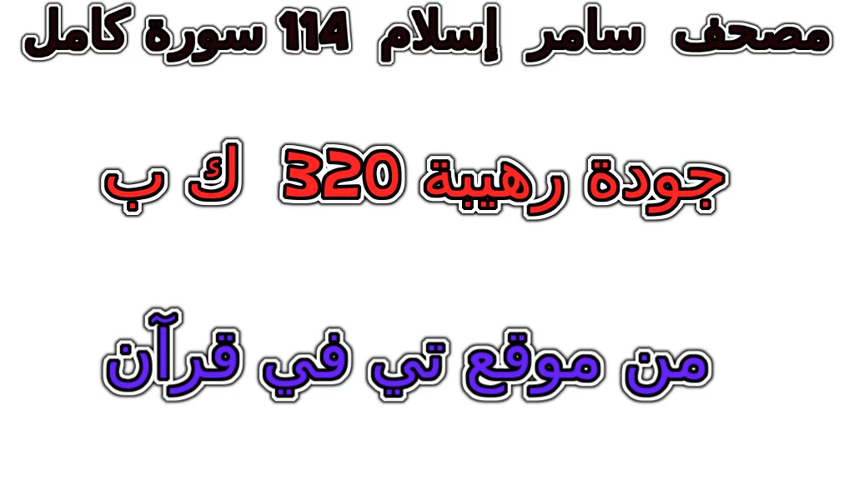 مصحف سامر إسلام 114 سورة كامل
جودة رهيبة 320 ك ب
من موقع تي في قرآن